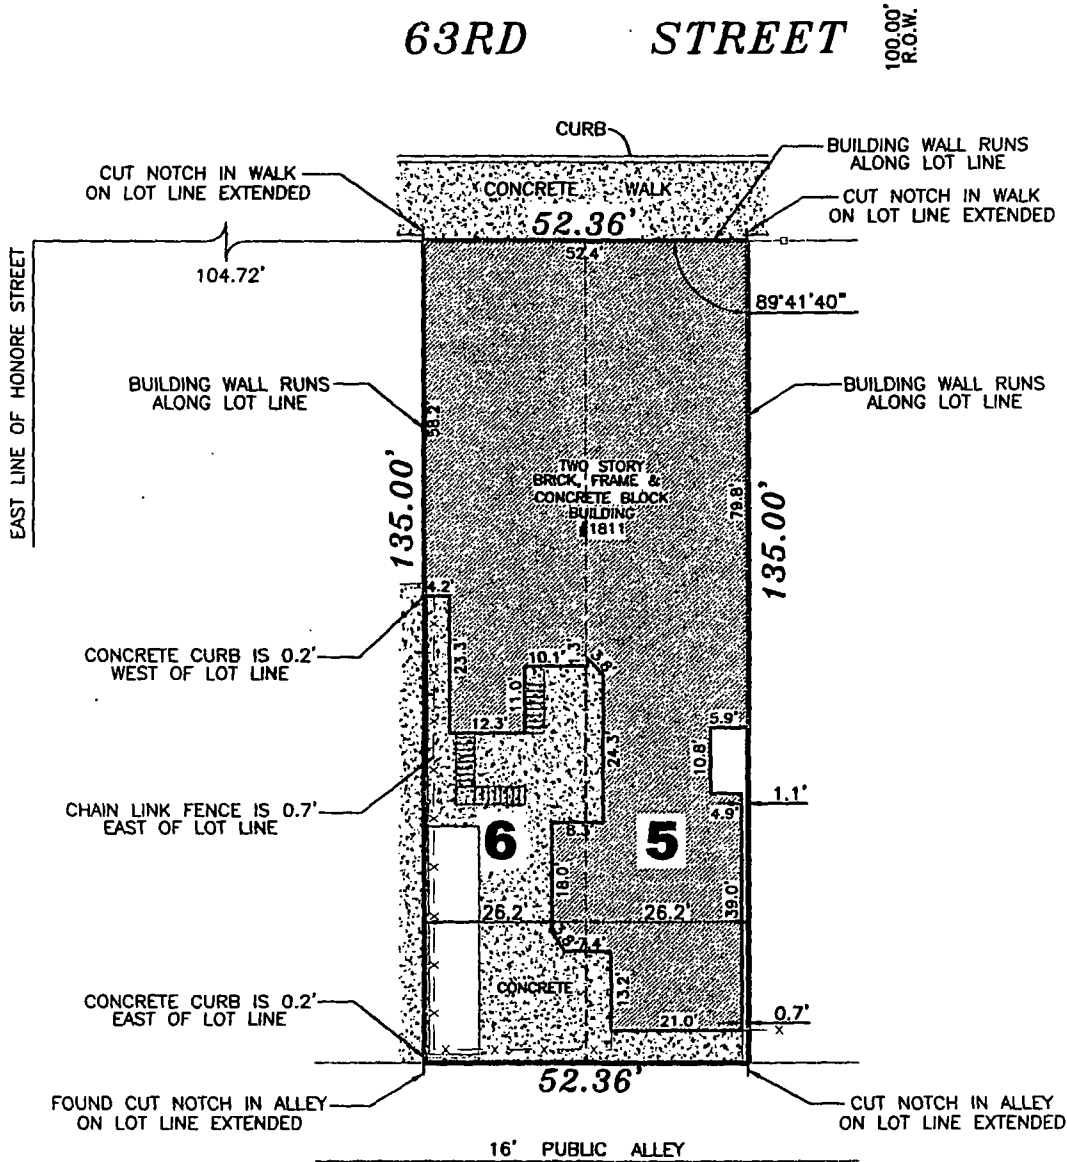 63RD STREET
100.00'
R.O.W.
CURB
BUILDING WALL RUNS
ALONG LOT LINE
CUT NOTCH IN WALK
ON LOT LINE EXTENDED
CONCRETE WALK
CUT NOTCH IN WALK
ON LOT LINE EXTENDED
52.36'
52.4'
104.72'
89°41'40"
EAST LINE OF HONORE STREET
BUILDING WALL RUNS
ALONG LOT LINE
58.2'
BUILDING WALL RUNS
ALONG LOT LINE
135.00'
TWO STORY
BRICK, FRAME &
CONCRETE BLOCK
BUILDING
1811
79.8'
135.00'
4.2'
CONCRETE CURB IS 0.2'
WEST OF LOT LINE
23.3'
10.1'
1.3'
3.8'
11.0'
12.3'
24.3'
5.9'
10.8'
CHAIN LINK FENCE IS 0.7'
EAST OF LOT LINE
1.1'
4.9'
8.3'
6
5
18.0'
39.0'
26.2'
26.2'
7.4'
CONCRETE
13.2'
CONCRETE CURB IS 0.2'
EAST OF LOT LINE
21.0'
0.7'
52.36'
FOUND CUT NOTCH IN ALLEY
ON LOT LINE EXTENDED
CUT NOTCH IN ALLEY
ON LOT LINE EXTENDED
16' PUBLIC ALLEY